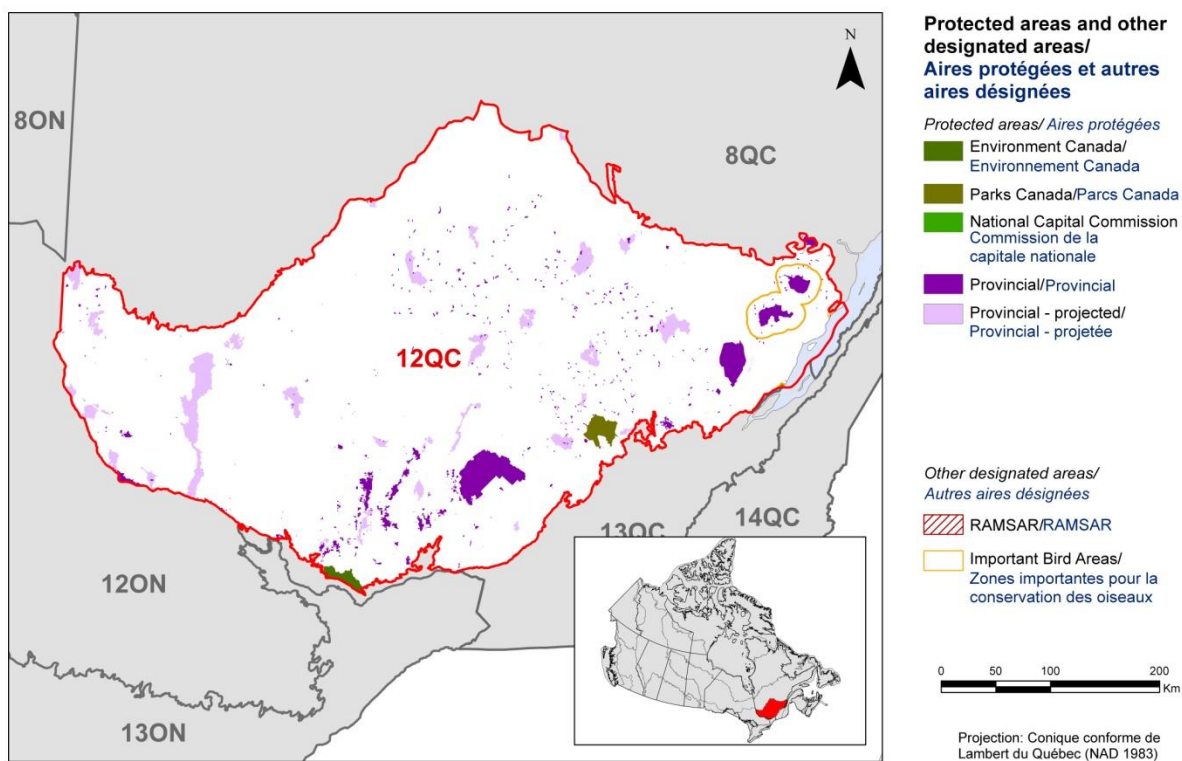 8ON
N
8QC
12QC
12ON
13QC
14QC
13ON
Protected areas and other
designated areas/
Aires protégées et autres
aires désignées
Protected areas/ Aires protégées
Environment Canada/
Environnement Canada
Parks Canada/Parcs Canada
National Capital Commission
Commission de la
capitale nationale
Provincial/Provincial
Provincial - projected/
Provincial - projetée
Other designated areas/
Autres aires désignées
RAMSAR/RAMSAR
Important Bird Areas/
Zones importantes pour la
conservation des oiseaux
0 50 100 200
Km
Projection: Conique conforme de
Lambert du Québec (NAD 1983)